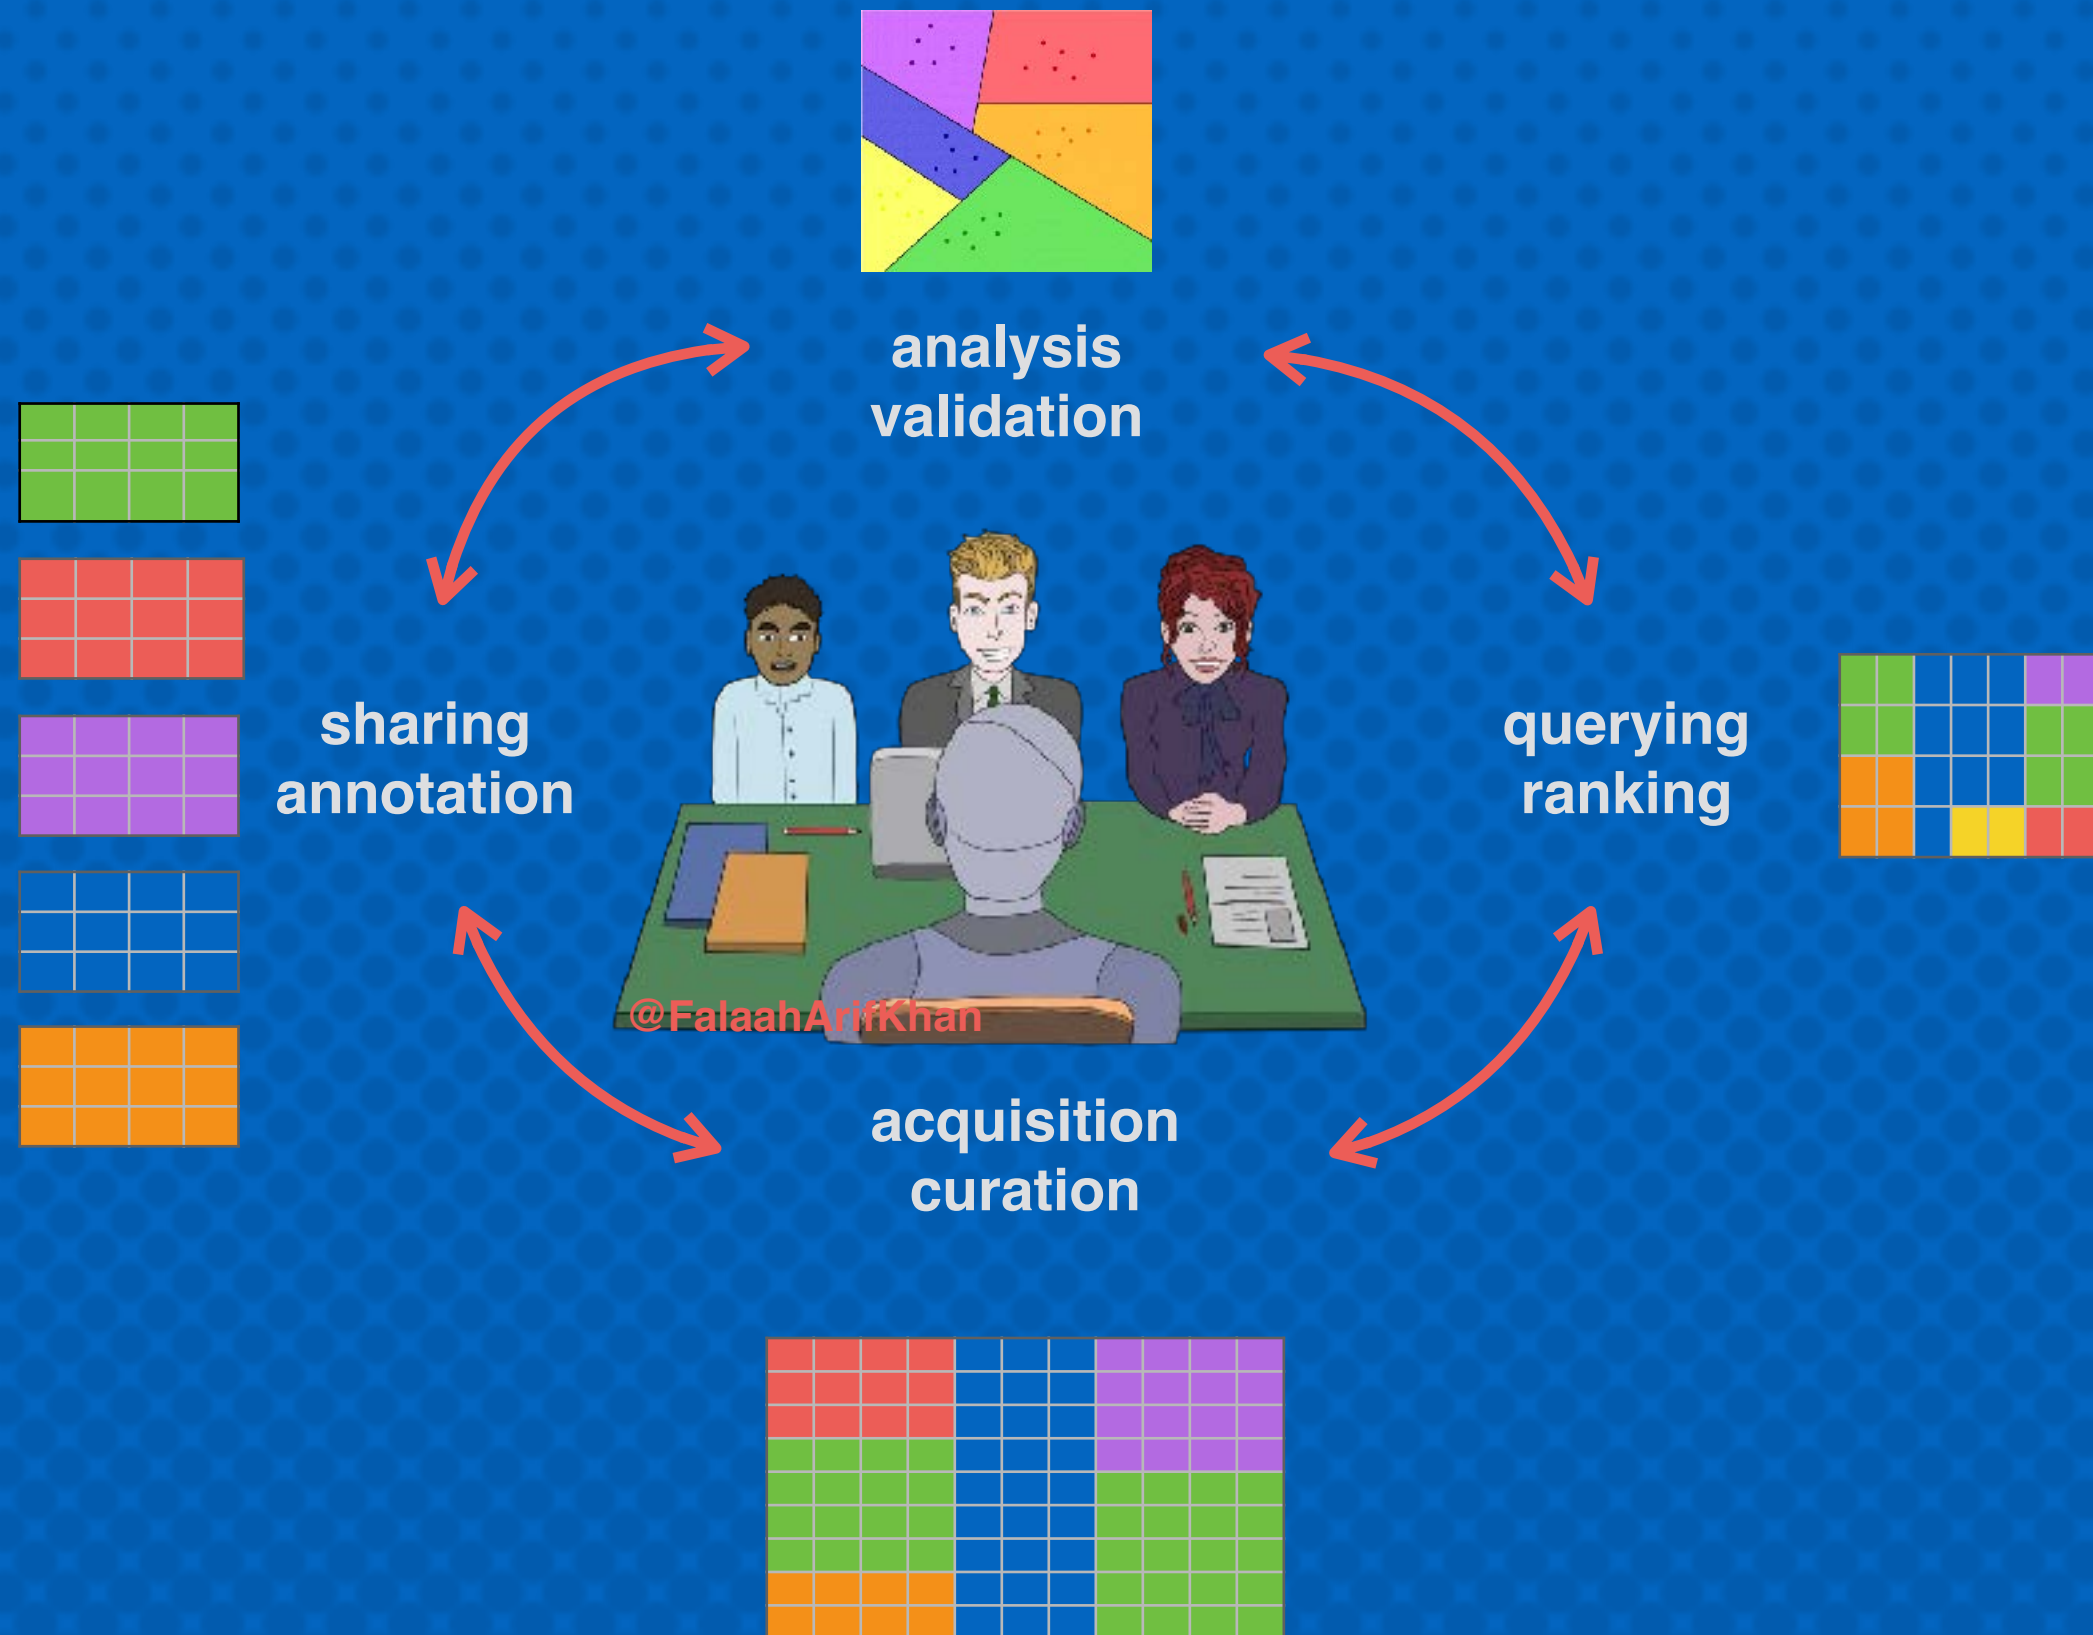 analysis
validation
sharing
annotation
querying
ranking
@FalaahArifKhan
acquisition
curation